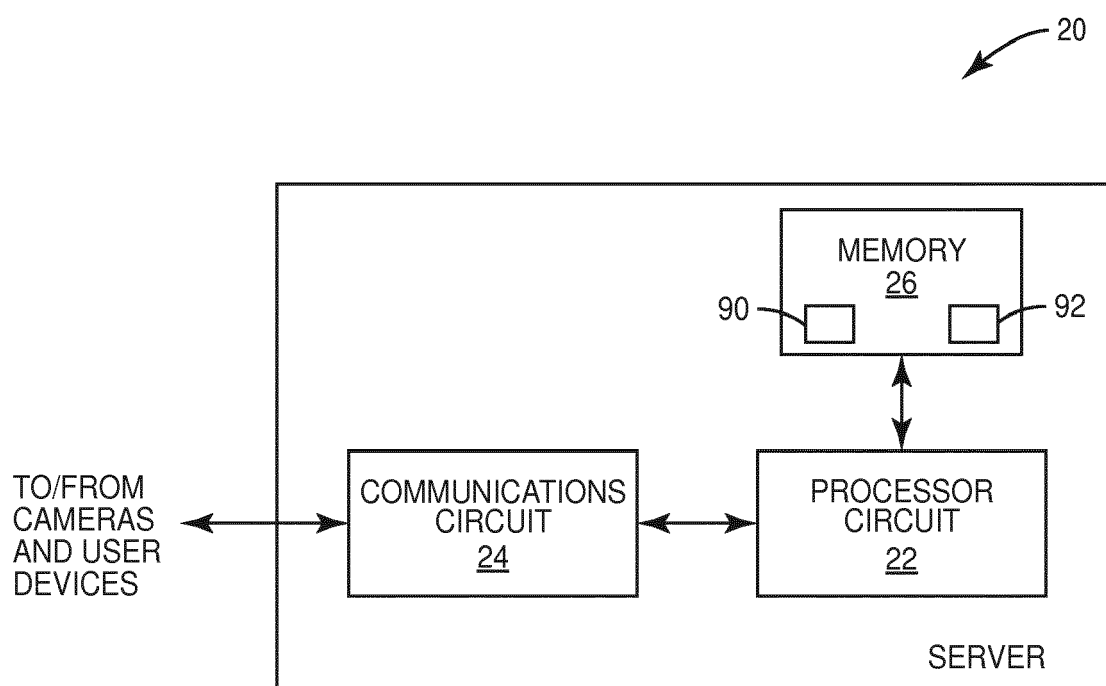 20
MEMORY
26
90
92
TO/FROM
CAMERAS
AND USER
DEVICES
COMMUNICATIONS
CIRCUIT
24
PROCESSOR
CIRCUIT
22
SERVER